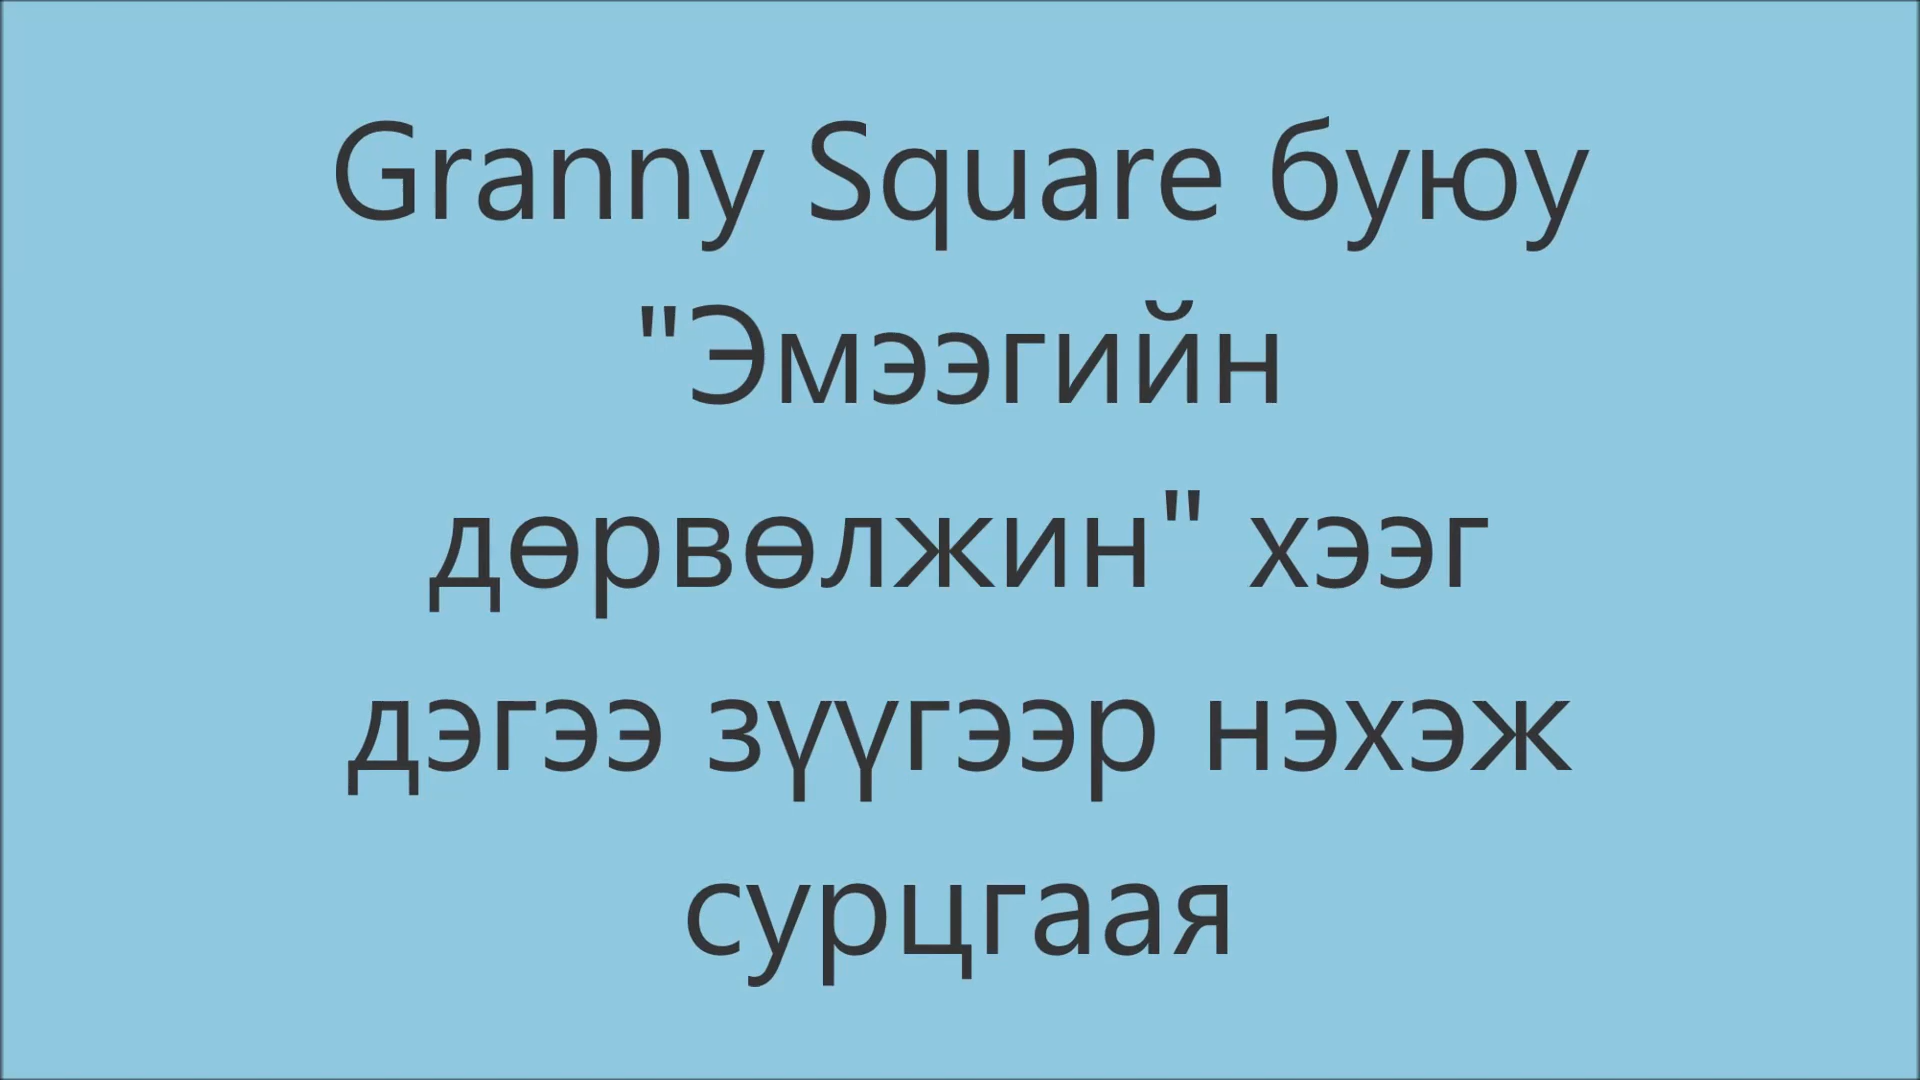 Granny Square буюу
"Эмээгийн
дөрвөлжин" хээг
дэгээ зүүгээр нэхэж
сурцгаая